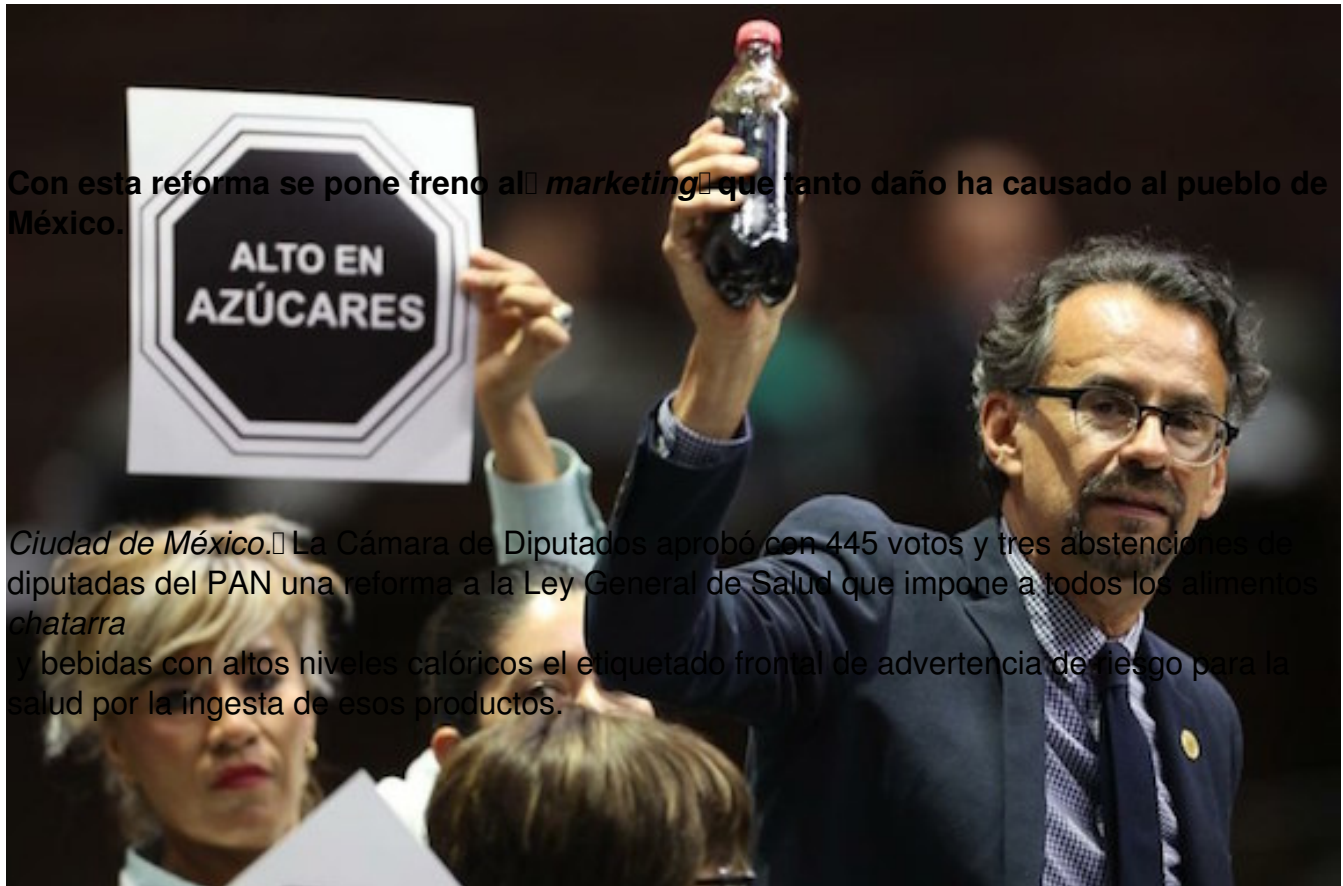 ALTO EN
AZÚCARES
Con esta reforma se pone freno al marketing que tanto daño ha causado al pueblo de
México.
Ciudad de México. La Cámara de Diputados aprobó con 445 votos y tres abstenciones de
diputadas del PAN una reforma a la Ley General de Salud que impone a todos los alimentos
chatarra
y bebidas con altos niveles calóricos el etiquetado frontal de advertencia de riesgo para la
salud por la ingesta de esos productos.